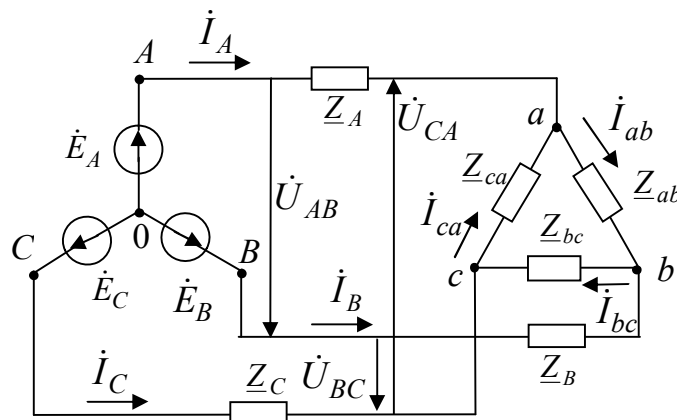 A
İ_A
Z_A
U̇_CA
a
İ_ab
Ė_A
Z_ca
Z_ab
U̇_AB
İ_ca
Z_bc
C
0
B
c
b
Ė_C
Ė_B
İ_B
İ_bc
İ_C
Z_C
U̇_BC
Z_B